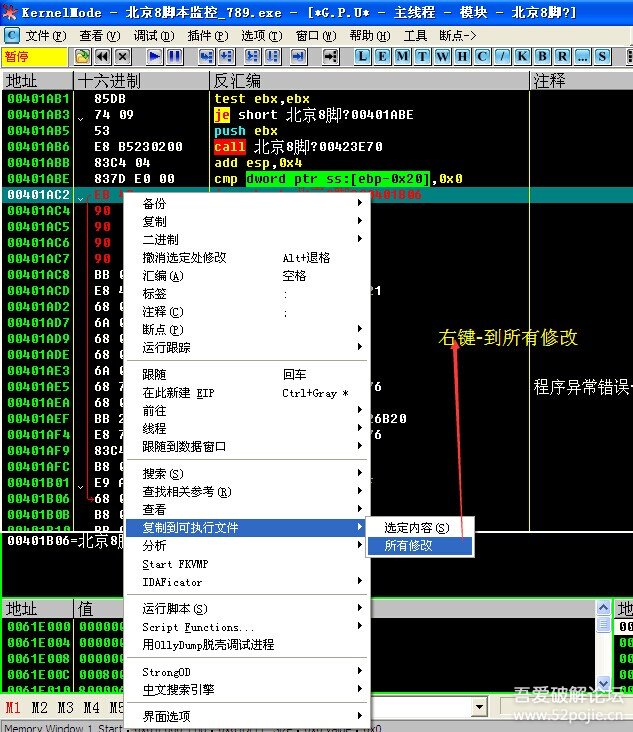 KernelMode - 北京8脚本监控_789.exe - [*G.P.U* - 主线程 - 模块 - 北京8脚?]
C 文件(F) 查看(V) 调试(D) 插件(P) 选项(T) 窗口(W) 帮助(H) 工具 断点->
暂停 L E M T W H C / K B R ... S
地址 十六进制 反汇编 注释
00401AB1 85DB test ebx,ebx
00401AB3 74 09 je short 北京8脚?00401ABE
00401AB5 53 push ebx
00401AB6 E8 B5230200 call 北京8脚?00423E70
00401ABB 83C4 04 add esp,0x4
00401ABE 837D E0 00 cmp dword ptr ss:[ebp-0x20],0x0
00401AC2 00401B06
00401AC4 90
00401AC5 90
00401AC6 90
00401AC7 90
00401AC8 BB
00401ACD E8
00401AD2 68
00401AD7 6A
00401AD9 68
00401ADE 68
00401AE3 6A
00401AE5 68 程序异常错误-
00401AEA 68
00401AEF BB 26B20
00401AF4 E8
00401AF9 83C4
00401AFC B8
00401B01 E9
00401B06 68
00401B0B B8
备份
复制
二进制
撤消选定处修改 Alt+退格
汇编(A) 空格
标签 :
注释(C) ;
断点(P)
运行跟踪
跟随 回车
在此新建 EIP Ctrl+Gray *
前往
线程
跟随到数据窗口
搜索(S)
查找相关参考(R)
查看
复制到可执行文件
分析
Start FKVMP
IDAFicator
运行脚本(S)
Script Functions...
用OllyDump脱壳调试进程
StrongOD
中文搜索引擎
界面选项
选定内容(S)
所有修改
右键-到所有修改
00401B06=北京8脚
地址 值
0061E000
0061E004
0061E008
0061E00C
0061E010
M1 M2 M3 M4 M5
吾爱破解论坛
www.52pojie.cn